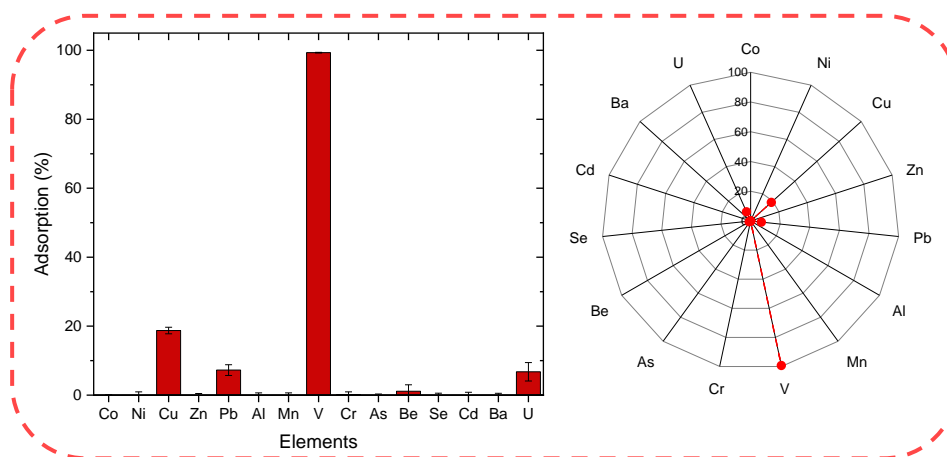 Adsorption (%)
100
80
60
40
20
0
Co Ni Cu Zn Pb Al Mn V Cr As Be Se Cd Ba U
Elements
Co
Ni
Cu
Zn
Pb
Al
Mn
V
Cr
As
Be
Se
Cd
Ba
U
100
80
60
40
20